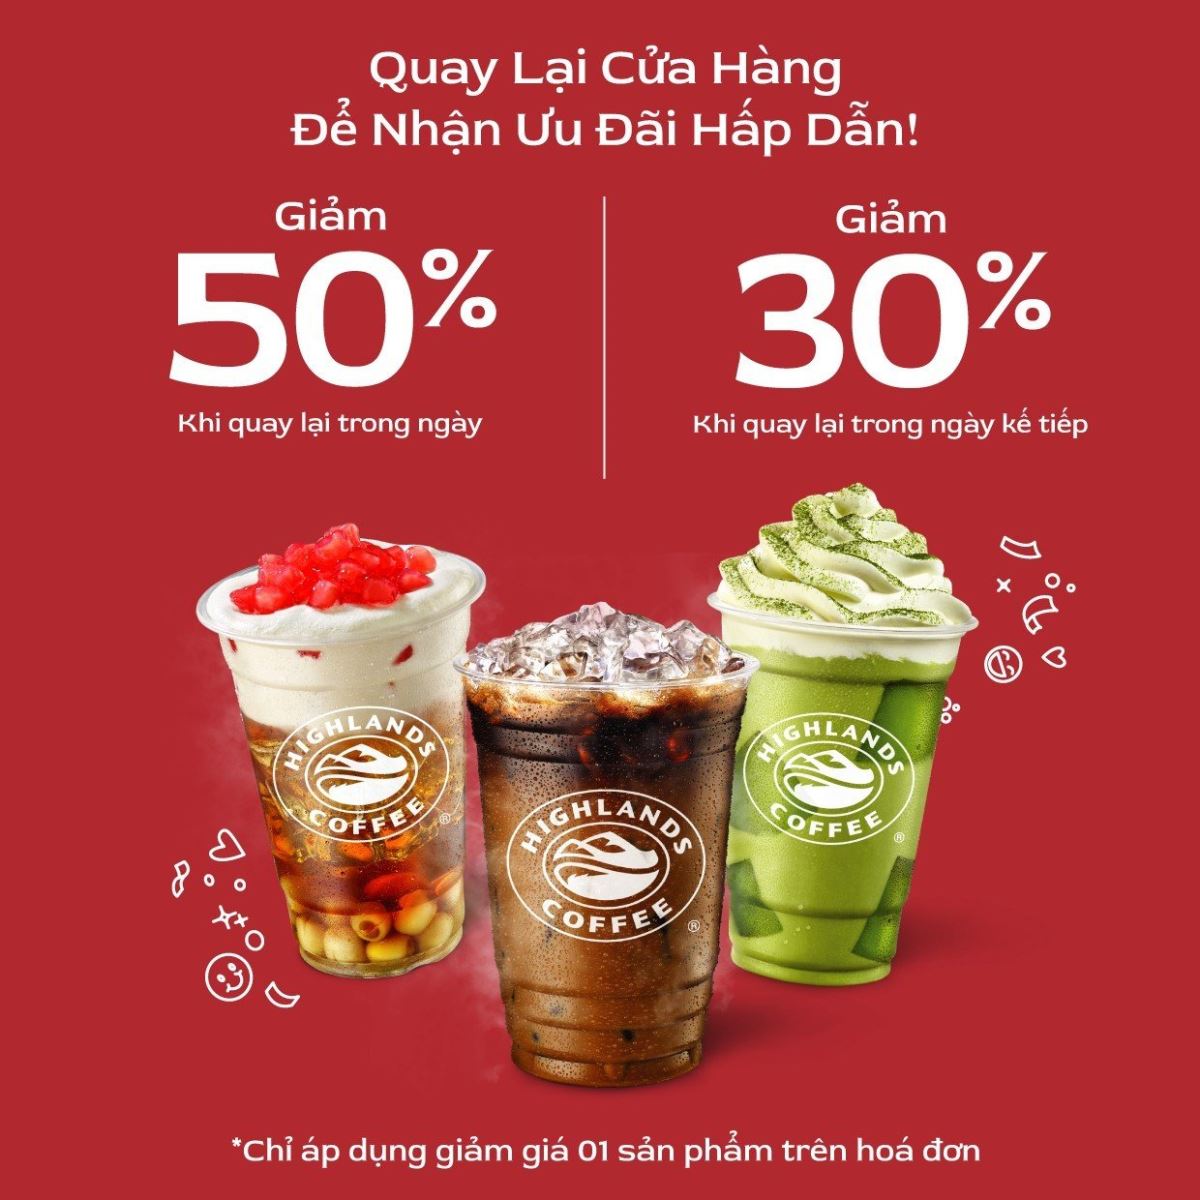 Quay Lại Cửa Hàng
Để Nhận Ưu Đãi Hấp Dẫn!
Giảm
50%
Khi quay lại trong ngày
Giảm
30%
Khi quay lại trong ngày kế tiếp
HIGHLANDS
COFFEE
®
HIGHLANDS
COFFEE
®
HIGHLANDS
COFFEE
®
*Chỉ áp dụng giảm giá 01 sản phẩm trên hoá đơn